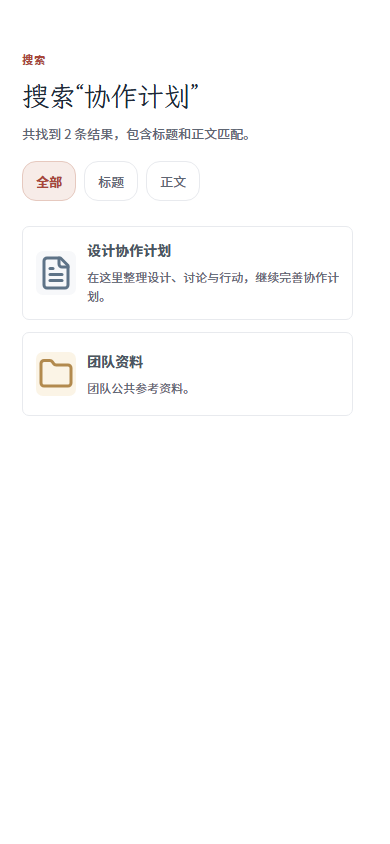 搜索
搜索“协作计划”
共找到 2 条结果，包含标题和正文匹配。
全部
标题
正文
设计协作计划
在这里整理设计、讨论与行动，继续完善协作计
划。
团队资料
团队公共参考资料。